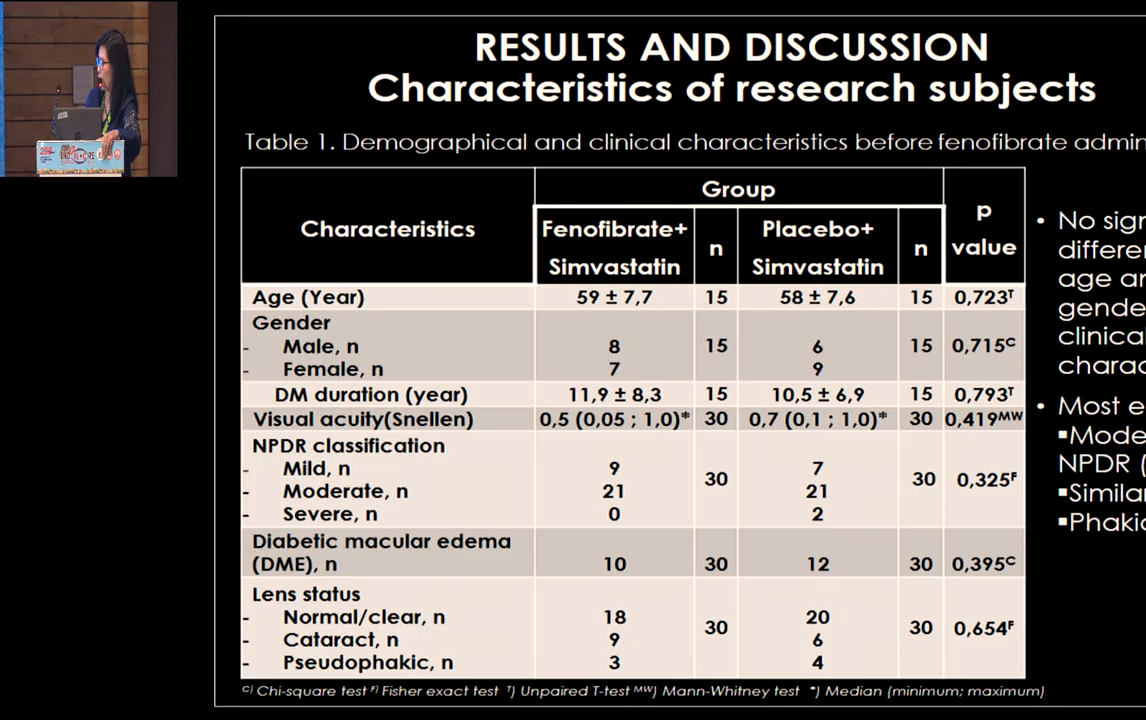 RESULTS AND DISCUSSION
Characteristics of research subjects
Table 1. Demographical and clinical characteristics before fenofibrate admin
Characteristics
Group
p value
Fenofibrate+ Simvastatin
n
Placebo+ Simvastatin
n
Age (Year) 59 ± 7,7 15 58 ± 7,6 15 0,723ᵀ
Gender
- Male, n 8 15 6 15 0,715ᶜ
- Female, n 7 9
DM duration (year) 11,9 ± 8,3 15 10,5 ± 6,9 15 0,793ᵀ
Visual acuity(Snellen) 0,5 (0,05 ; 1,0)* 30 0,7 (0,1 ; 1,0)* 30 0,419ᴹᵂ
NPDR classification
- Mild, n 9 30 7 30 0,325ᶠ
- Moderate, n 21 21
- Severe, n 0 2
Diabetic macular edema
(DME), n 10 30 12 30 0,395ᶜ
Lens status
- Normal/clear, n 18 30 20 30 0,654ᶠ
- Cataract, n 9 6
- Pseudophakic, n 3 4
ᶜ⁾ Chi-square test ᶠ⁾ Fisher exact test ᵀ⁾ Unpaired T-test ᴹᵂ⁾ Mann-Whitney test *) Median (minimum; maximum)
• No sign
differe
age an
gende
clinica
charac
• Most e
▪Mode
NPDR (
▪Similar
▪Phakic